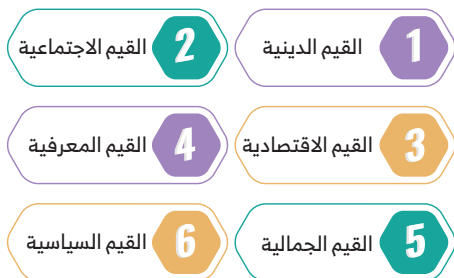 1 القيم الدينية
2 القيم الاجتماعية
3 القيم الاقتصادية
4 القيم المعرفية
5 القيم الجمالية
6 القيم السياسية